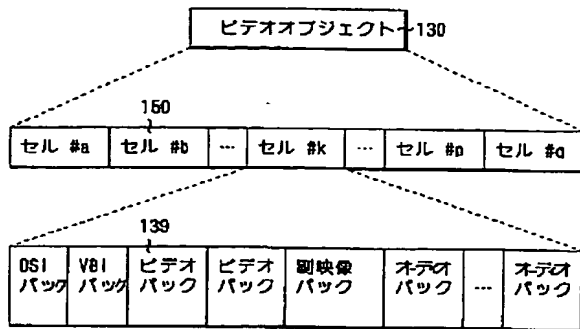 ビデオオブジェクト 130
150
セル #a セル #b … セル #k … セル #p セル #q
139
DSI VBI ビデオ ビデオ 副映像 オーディオ オーディオ
パック パック パック パック パック パック … パック